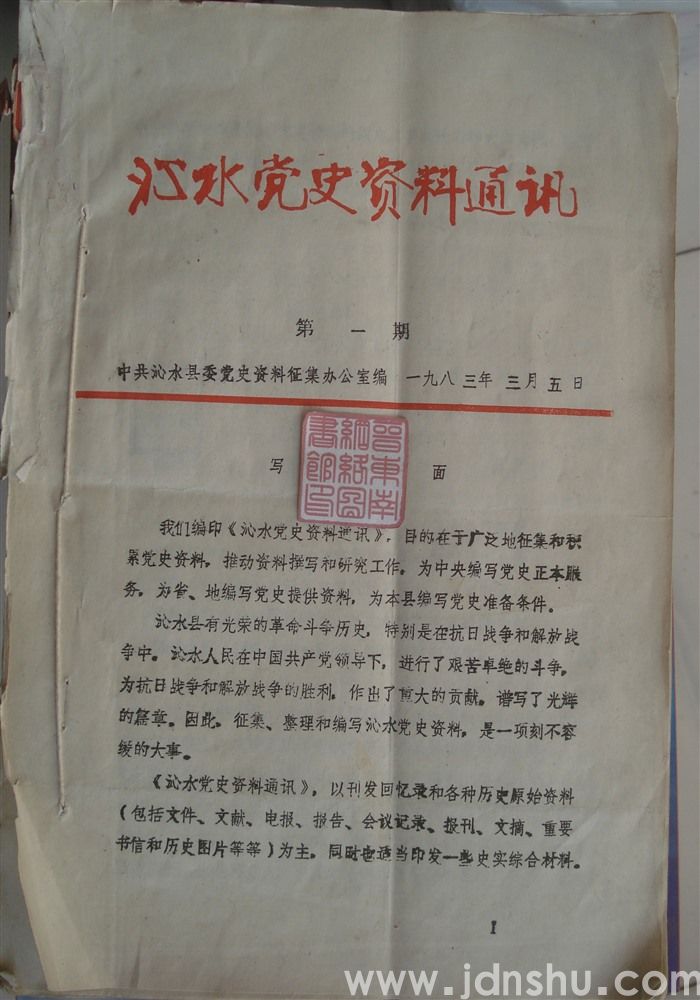 沁水党史资料通讯
第一期
中共沁水县委党史资料征集办公室编 一九八三年三月五日
晋东南
网络图
书馆印
写 面
我们编印《沁水党史资料通讯》，目的在于广泛地征集和积
累党史资料，推动资料撰写和研究工作，为中央编写党史正本服
务，为省、地编写党史提供资料，为本县编写党史准备条件。
沁水县有光荣的革命斗争历史，特别是在抗日战争和解放战
争中。沁水人民在中国共产党领导下，进行了艰苦卓绝的斗争，
为抗日战争和解放战争的胜利，作出了重大的贡献。谱写了光辉
的篇章。因此，征集、整理和编写沁水党史资料，是一项刻不容
缓的大事。
《沁水党史资料通讯》，以刊发回忆录和各种历史原始资料
（包括文件、文献、电报、报告、会议记录、报刊、文摘、重要
书信和历史图片等等）为主，同时也适当印发一些史实综合材料。
1
www.jdnshu.com